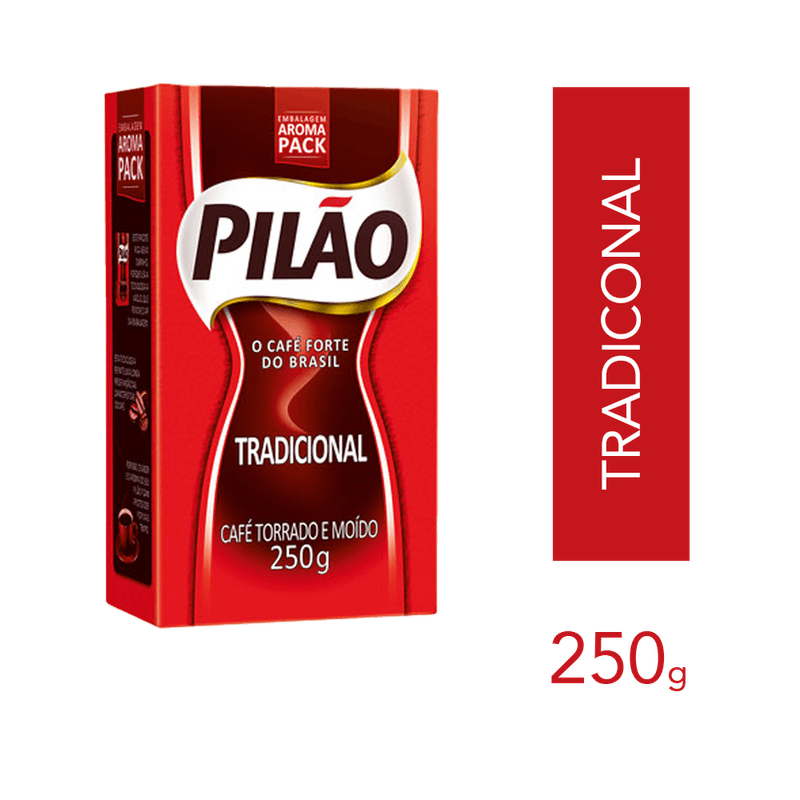 EMBALAGEM
AROMA
PACK
EMBALAGEM
AROMA
PACK
PILÃO
O CAFÉ FORTE
DO BRASIL
TRADICIONAL
CAFÉ TORRADO E MOÍDO
250g
TRADICONAL
250g